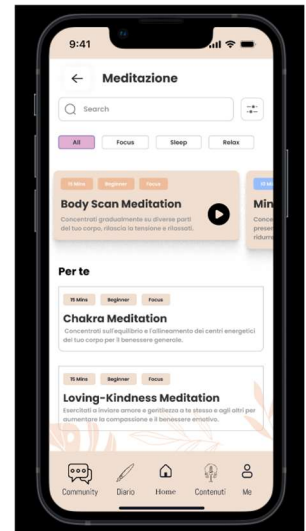 9:41
Meditazione
Search
All Focus Sleep Relax
15 Mins Beginner Focus
Body Scan Meditation
Concentrati gradualmente su diverse parti
del tuo corpo, rilascia la tensione e rilassati.
Min
Conce
presen
ridurre
Per te
15 Mins Beginner Focus
Chakra Meditation
Concentrati sull'equilibrio e l'allineamento dei centri energetici
del tuo corpo per il benessere generale.
15 Mins Beginner Focus
Loving-Kindness Meditation
Esercitati a inviare amore e gentilezza a te stesso e agli altri per
aumentare la compassione e il benessere emotivo.
Community Diario Home Contenuti Me